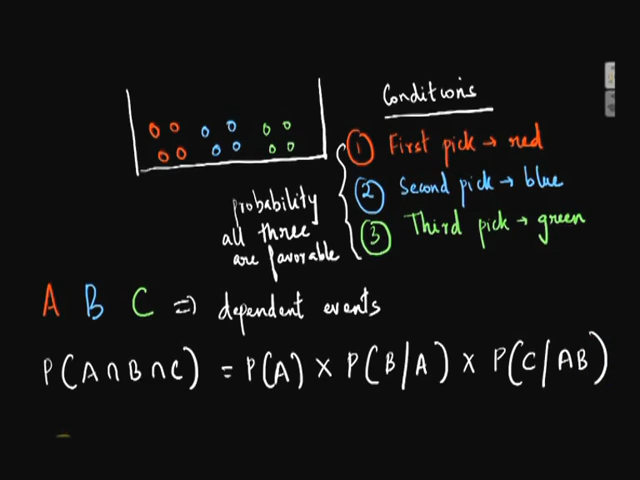 Conditions
① First pick → red
② Second pick → blue
③ Third pick → green
probability
all three
are favorable
A B C ⇒ dependent events
P(A∩B∩C) = P(A) × P(B/A) × P(C/AB)